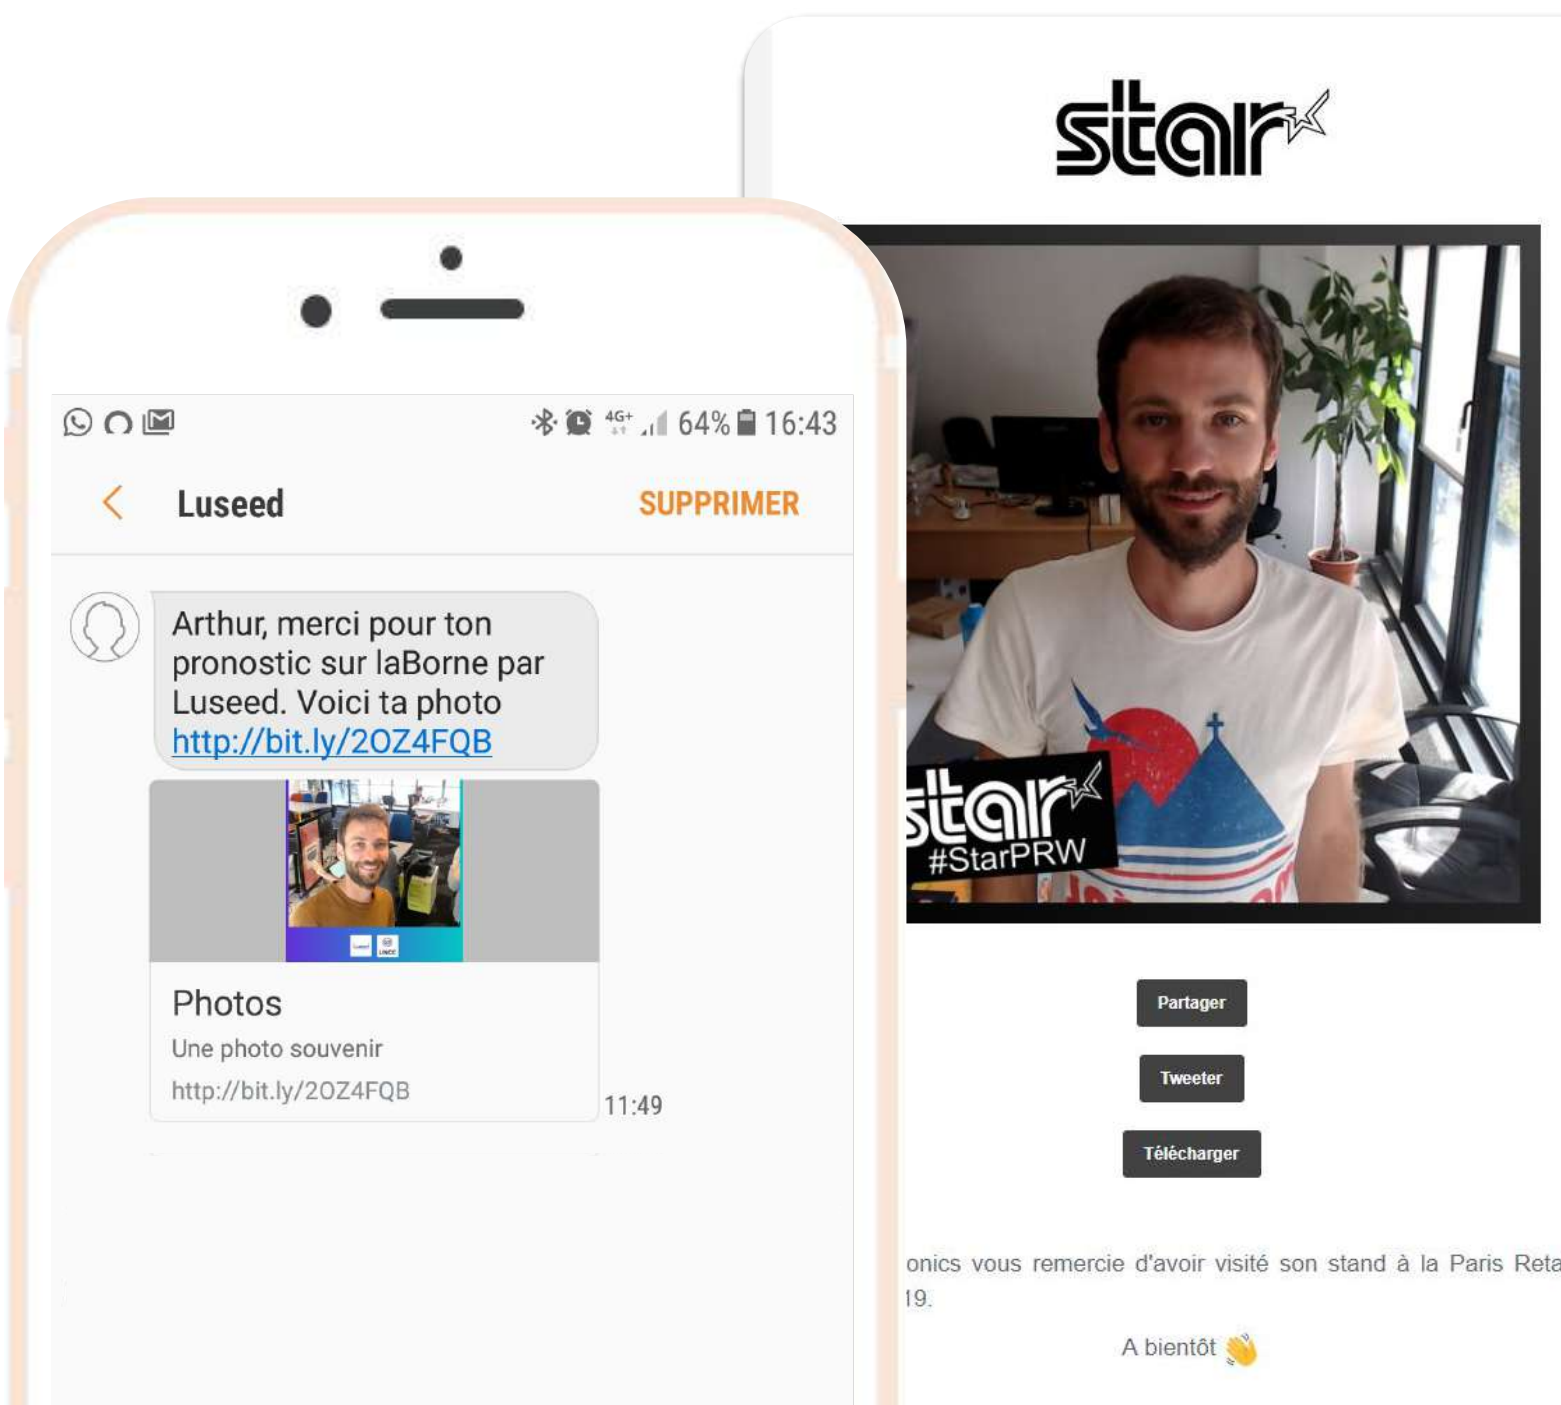 star
4G+ 64% 16:43
Luseed SUPPRIMER
Arthur, merci pour ton
pronostic sur laBorne par
Luseed. Voici ta photo
http://bit.ly/2OZ4FQB
Photos
Une photo souvenir
http://bit.ly/2OZ4FQB
11:49
star
#StarPRW
Partager
Tweeter
Télécharger
onics vous remercie d'avoir visité son stand à la Paris Reta
19.
A bientôt 👋